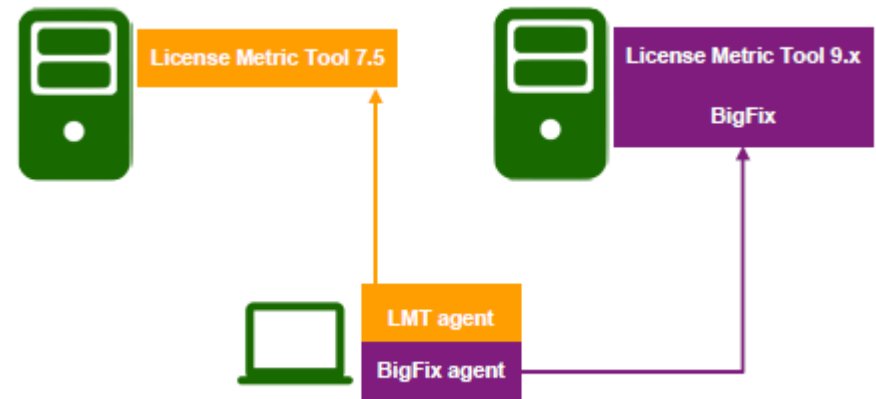 License Metric Tool 7.5
License Metric Tool 9.x
BigFix
LMT agent
BigFix agent